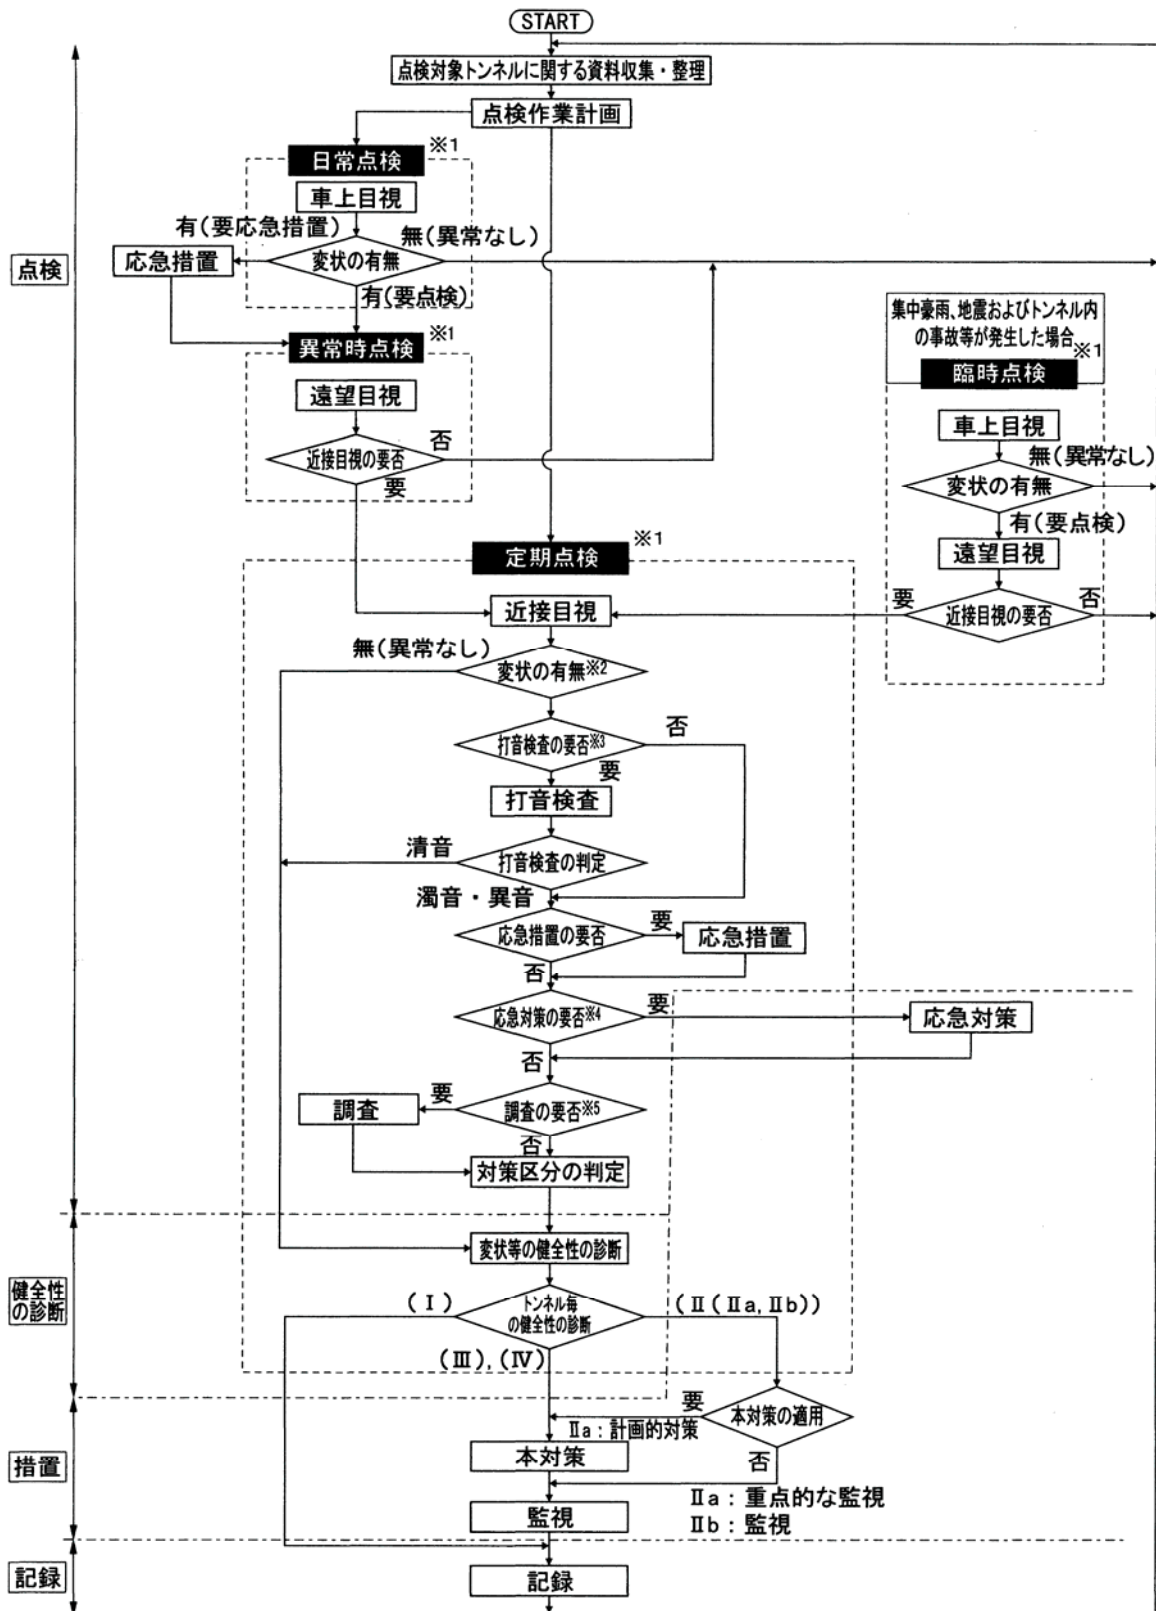 START
点検対象トンネルに関する資料収集・整理
点検作業計画
日常点検
※1
車上目視
有(要応急措置)
無(異常なし)
応急措置
変状の有無
点検
有(要点検)
異常時点検
※1
遠望目視
否
近接目視の要否
要
集中豪雨、地震およびトンネル内
の事故等が発生した場合
※1
臨時点検
車上目視
無(異常なし)
変状の有無
有(要点検)
遠望目視
要
近接目視の要否
否
定期点検
※1
近接目視
無(異常なし)
変状の有無※2
打音検査の要否※3
否
要
打音検査
清音
打音検査の判定
濁音・異音
応急措置の要否
要
応急措置
否
応急対策の要否※4
要
応急対策
否
調査
要
調査の要否※5
否
対策区分の判定
変状等の健全性の診断
健全性
の診断
(Ⅰ)
トンネル毎
の健全性の診断
(Ⅱ(Ⅱa,Ⅱb))
(Ⅲ),(Ⅳ)
要
本対策の適用
Ⅱa:計画的対策
措置
本対策
否
Ⅱa:重点的な監視
Ⅱb:監視
監視
記録
記録